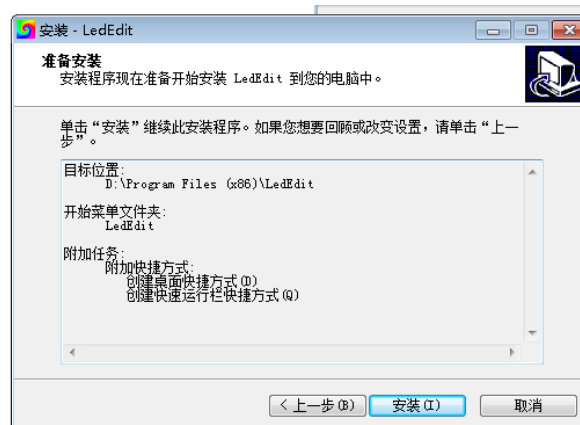 安装 - LedEdit
准备安装
安装程序现在准备开始安装 LedEdit 到您的电脑中。
单击“安装”继续此安装程序。如果您想要回顾或改变设置，请单击“上一
步”。
目标位置:
D:\Program Files (x86)\LedEdit
开始菜单文件夹:
LedEdit
附加任务:
附加快捷方式:
创建桌面快捷方式(D)
创建快速运行栏快捷方式(Q)
< 上一步(B)
安装(I)
取消